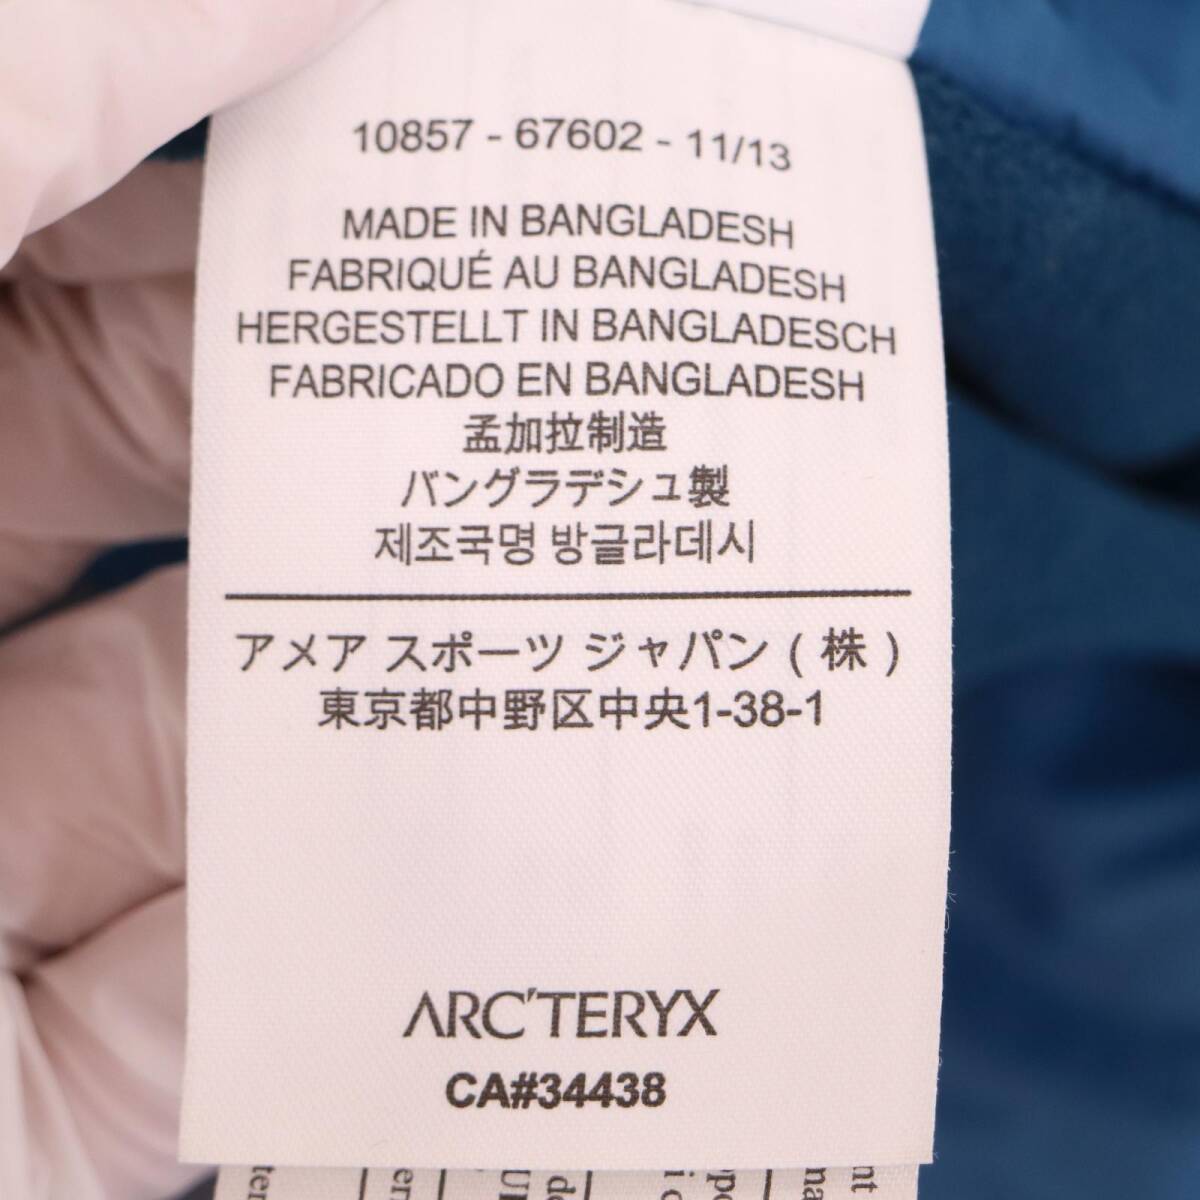 10857 - 67602 - 11/13
MADE IN BANGLADESH
FABRIQUÉ AU BANGLADESH
HERGESTELLT IN BANGLADESCH
FABRICADO EN BANGLADESH
孟加拉制造
バングラデシュ製
제조국명 방글라데시
アメア スポーツ ジャパン ( 株 )
東京都中野区中央1-38-1
ARC'TERYX
CA#34438